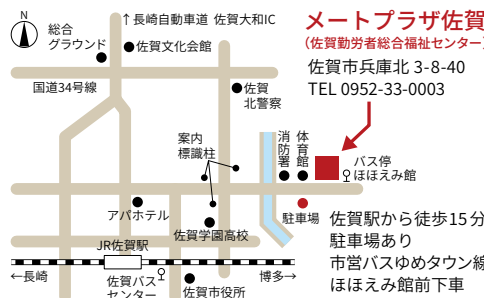 N
↑長崎自動車道 佐賀大和IC
総合
グラウンド
佐賀文化会館
国道34号線
佐賀
北警察
案内
標識柱
消防署
体育館
バス停
ほほえみ館
アパホテル
佐賀学園高校
駐車場
JR佐賀駅
←長崎
佐賀バス
センター
佐賀市役所
博多→
メートプラザ佐賀
(佐賀勤労者総合福祉センター)
佐賀市兵庫北 3-8-40
TEL 0952-33-0003
佐賀駅から徒歩15分
駐車場あり
市営バスゆめタウン線
ほほえみ館前下車